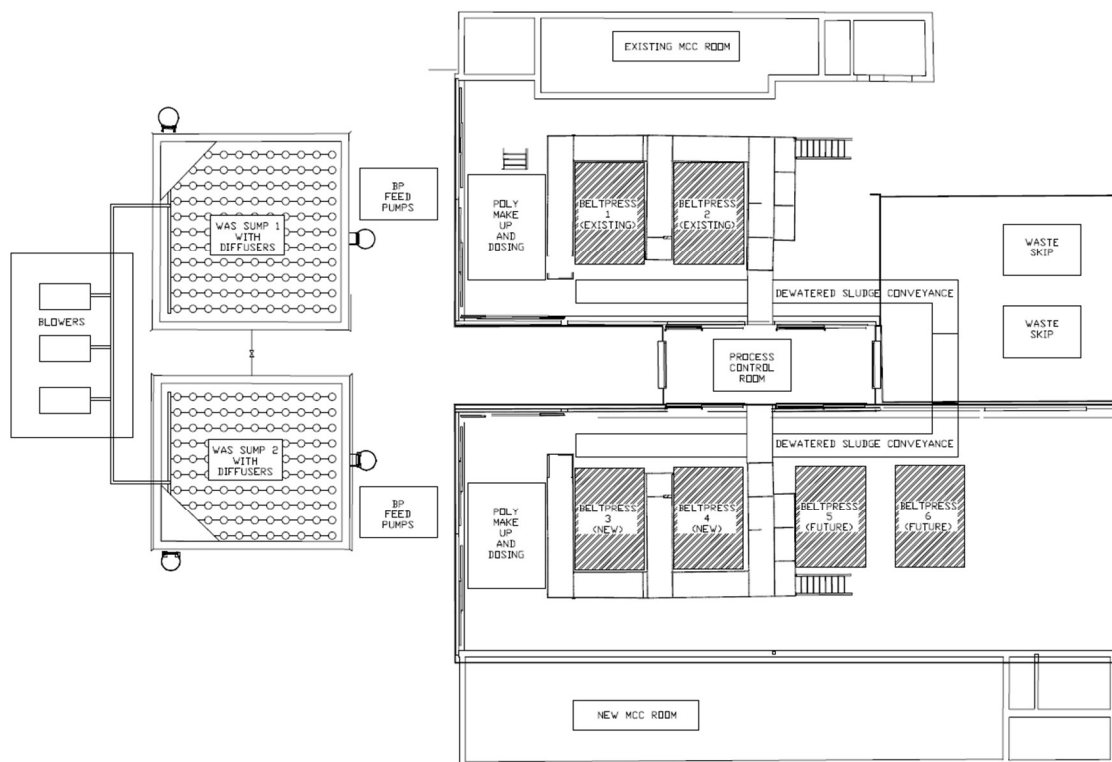 EXISTING MCC ROOM
BP
FEED
PUMPS
POLY
MAKE
UP
AND
DOSING
BELTPRESS
1
(EXISTING)
BELTPRESS
2
(EXISTING)
WAS SUMP 1
WITH
DIFFUSERS
WASTE
SKIP
DEWATERED SLUDGE CONVEYANCE
BLOWERS
WASTE
SKIP
PROCESS
CONTROL
ROOM
DEWATERED SLUDGE CONVEYANCE
WAS SUMP 2
WITH
DIFFUSERS
BP
FEED
PUMPS
POLY
MAKE
UP
AND
DOSING
BELTPRESS
3
(NEW)
BELTPRESS
4
(NEW)
BELTPRESS
5
(FUTURE)
BELTPRESS
6
(FUTURE)
NEW MCC ROOM